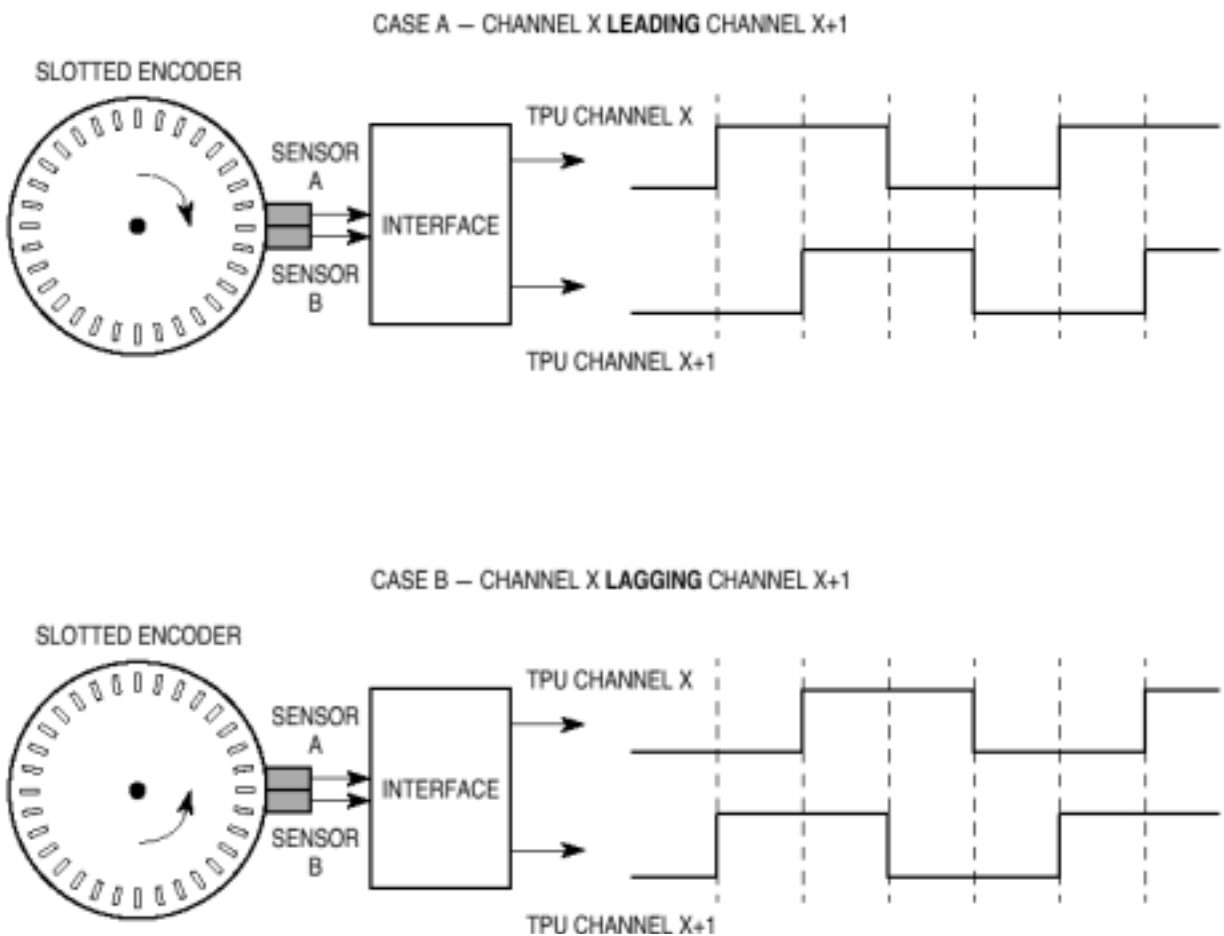 CASE A — CHANNEL X LEADING CHANNEL X+1
SLOTTED ENCODER
SENSOR
A
SENSOR
B
INTERFACE
TPU CHANNEL X
TPU CHANNEL X+1
CASE B — CHANNEL X LAGGING CHANNEL X+1
SLOTTED ENCODER
SENSOR
A
SENSOR
B
INTERFACE
TPU CHANNEL X
TPU CHANNEL X+1